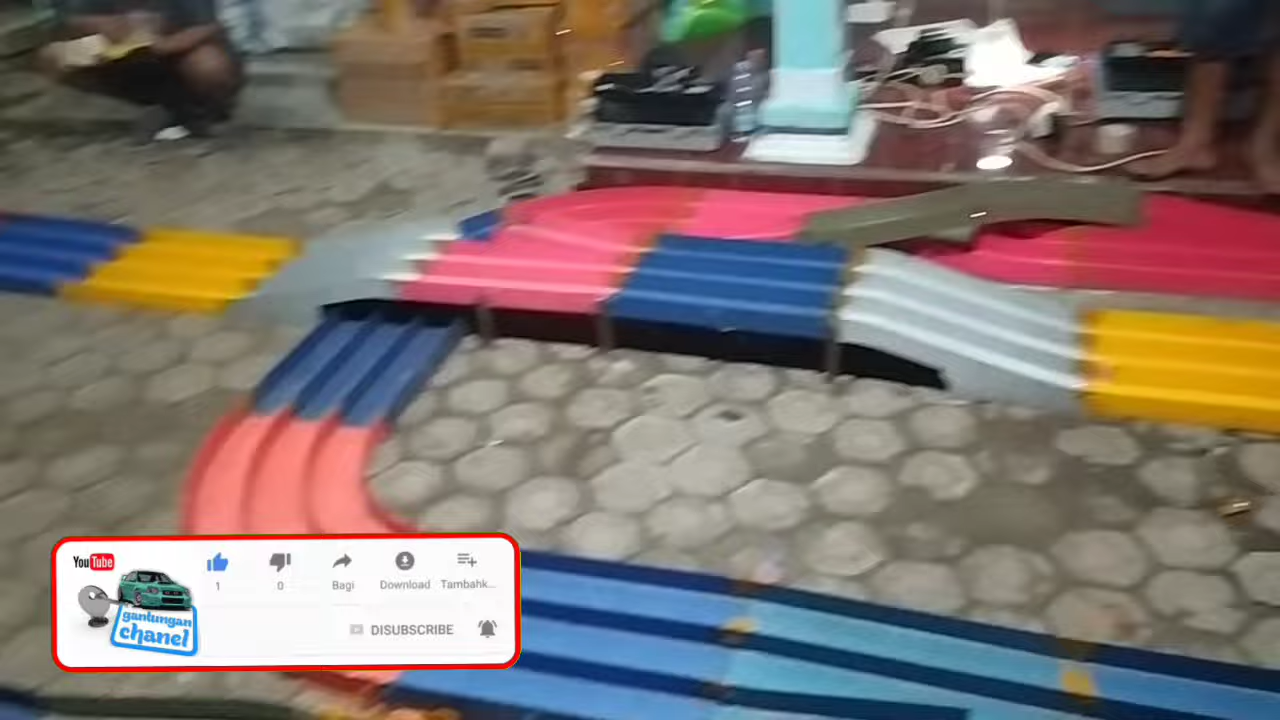 YouTube
1
0
Bagi
Download
Tambahk...
gantungan
chanel
DISUBSCRIBE